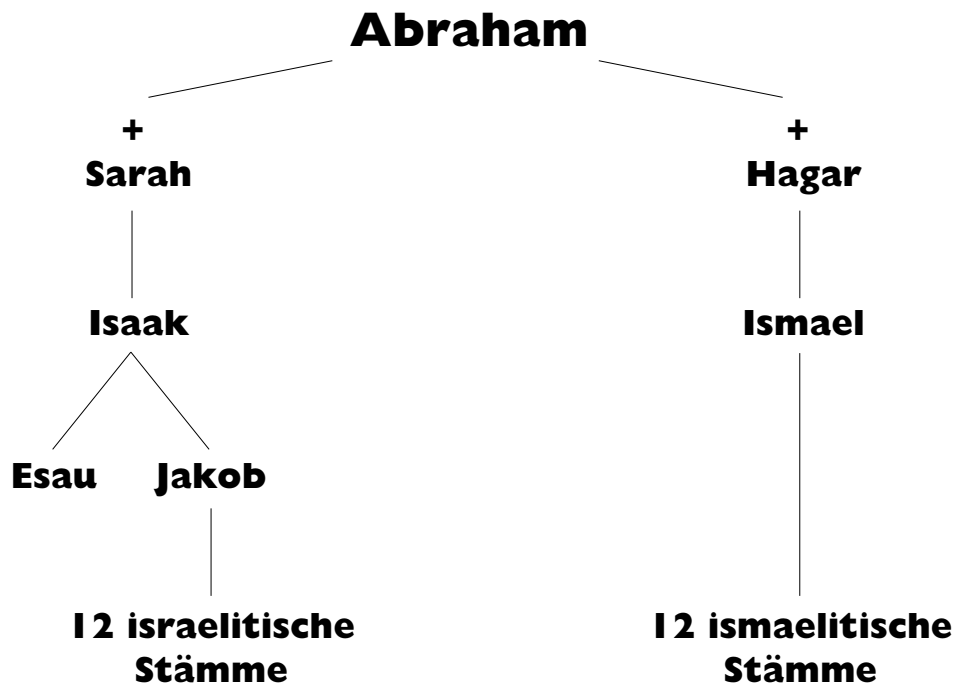 Abraham
+
Sarah
+
Hagar
Isaak
Ismael
Esau
Jakob
12 israelitische
Stämme
12 ismaelitische
Stämme